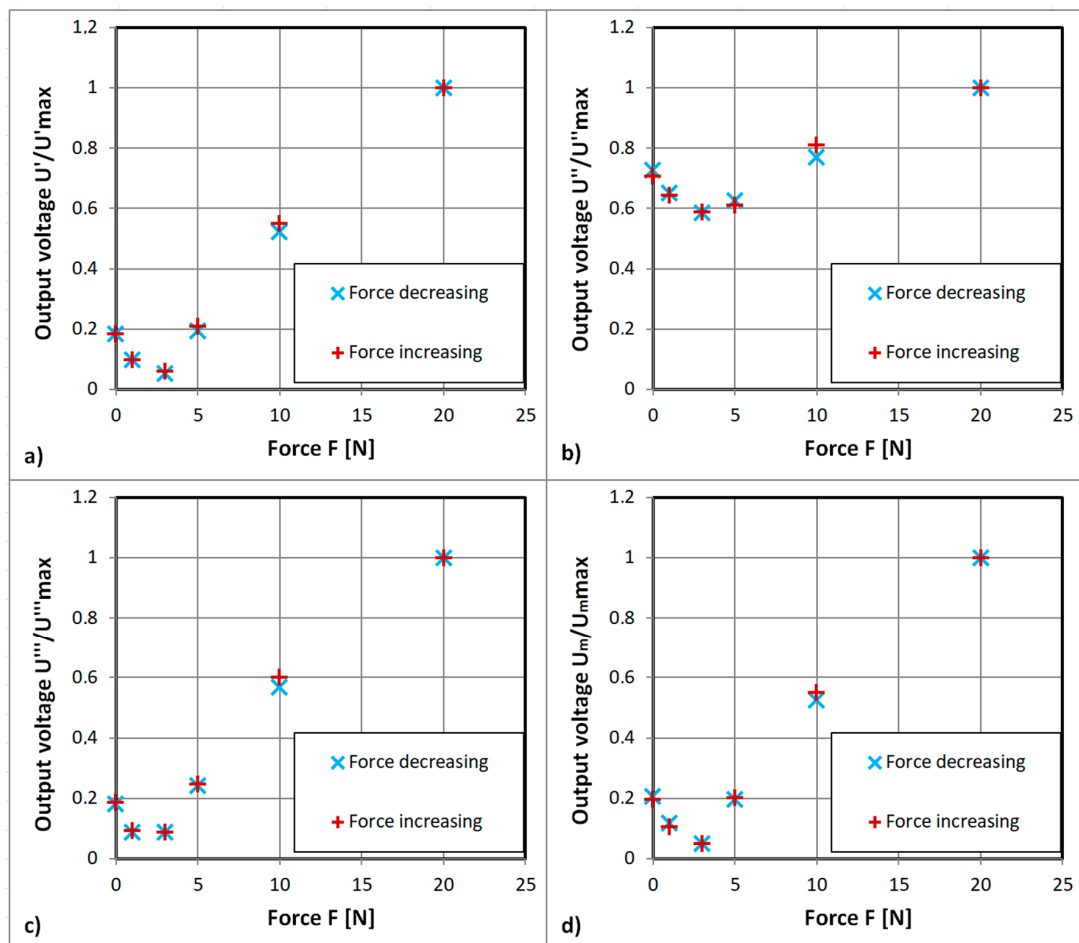 1.2
1
0.8
0.6
0.4
0.2
0
0 5 10 15 20 25
Output voltage U'/U'max
Force F [N]
Force decreasing
Force increasing
a)
1.2
1
0.8
0.6
0.4
0.2
0
0 5 10 15 20 25
Output voltage U''/U''max
Force F [N]
Force decreasing
Force increasing
b)
1.2
1
0.8
0.6
0.4
0.2
0
0 5 10 15 20 25
Output voltage U'''/U'''max
Force F [N]
Force decreasing
Force increasing
c)
1.2
1
0.8
0.6
0.4
0.2
0
0 5 10 15 20 25
Output voltage Um/Ummax
Force F [N]
Force decreasing
Force increasing
d)